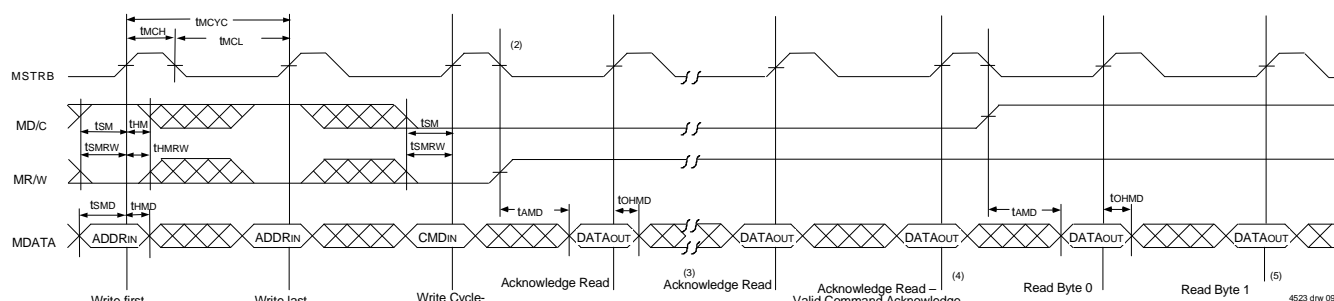 tMCYC
tMCH
tMCL
(2)
MSTRB
MD/C
tSM
tHM
tSM
tSMRW
tHMRW
tSMRW
MR/W
tSMD
tHMD
tAMD
tOHMD
tAMD
tOHMD
MDATA
ADDRIN
ADDRIN
CMDIN
DATAOUT
DATAOUT
DATAOUT
DATAOUT
DATAOUT
Acknowledge Read
(3)
Acknowledge Read
Acknowledge Read –
Valid Command Acknowledge
(4)
Read Byte 0
Read Byte 1
(5)
Write first
Write last
Write Cycle-
4523 drw 09